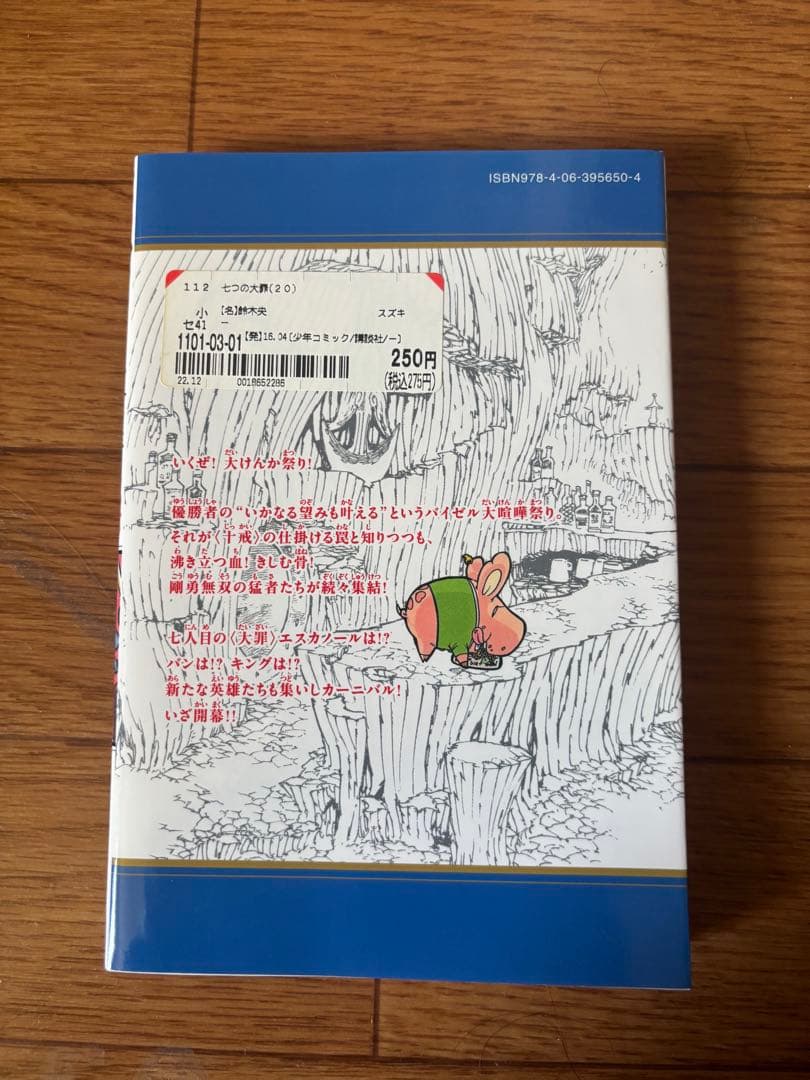 ISBN978-4-06-395650-4
112 七つの大罪(20)
小 【名】鈴木央 スズキ
セ41 ー
1101-03-01 【発】16.04〔少年コミック/講談社ノー〕
250円
(税込275円)
22.12 0018652286
いくぜ! 大けんか祭り!
優勝者の“いかなる望みも叶える”というバイゼル大喧嘩祭り。
それが〈十戒〉の仕掛ける罠と知りつつも、
沸き立つ血! きしむ骨!
剛勇無双の猛者たちが続々集結!
七人目の〈大罪〉エスカノールは!?
バンは!? キングは!?
新たな英雄たちも集いしカーニバル!
いざ開幕!!